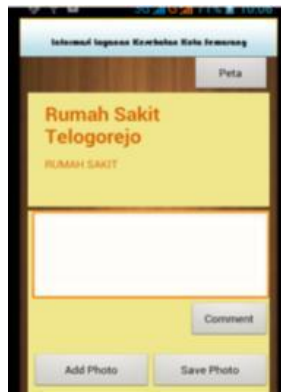 Informasi layanan Kesehatan Kota Semarang
Peta
Rumah Sakit
Telogorejo
RUMAH SAKIT
Comment
Add Photo
Save Photo